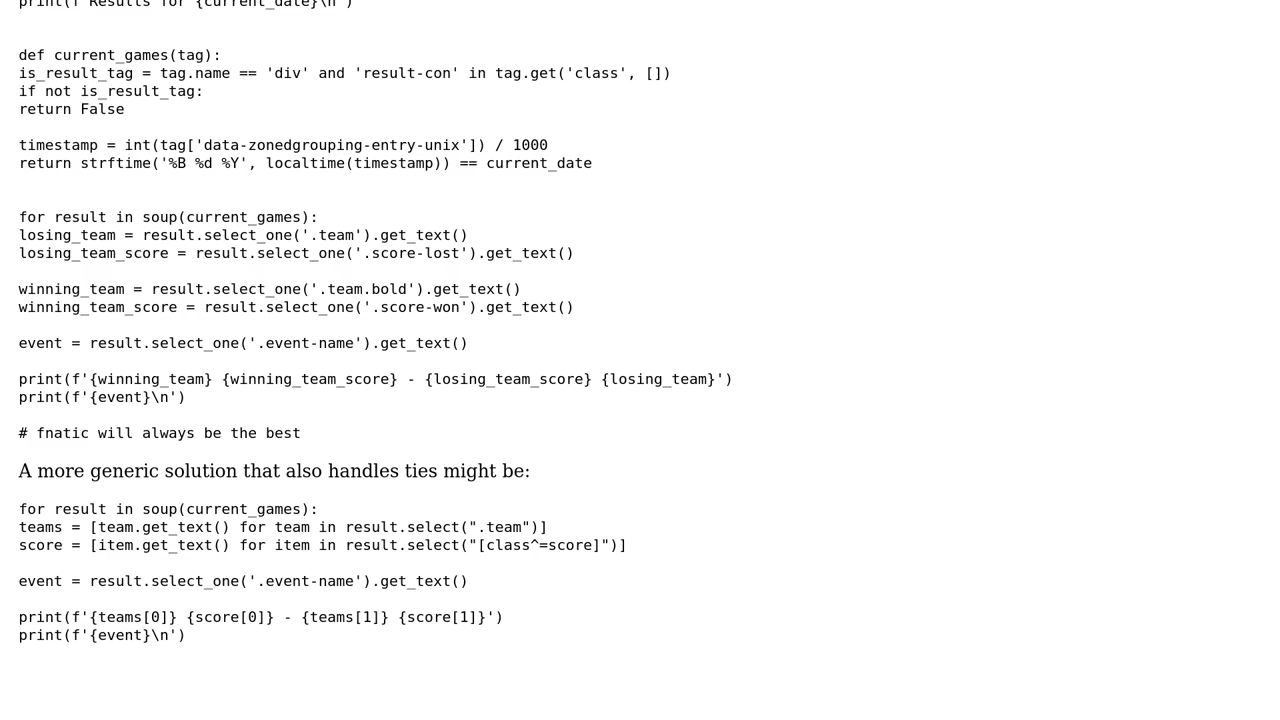 print(f'Results for {current_date}\n')
def current_games(tag):
is_result_tag = tag.name == 'div' and 'result-con' in tag.get('class', [])
if not is_result_tag:
return False
timestamp = int(tag['data-zonedgrouping-entry-unix']) / 1000
return strftime('%B %d %Y', localtime(timestamp)) == current_date
for result in soup(current_games):
losing_team = result.select_one('.team').get_text()
losing_team_score = result.select_one('.score-lost').get_text()
winning_team = result.select_one('.team.bold').get_text()
winning_team_score = result.select_one('.score-won').get_text()
event = result.select_one('.event-name').get_text()
print(f'{winning_team} {winning_team_score} - {losing_team_score} {losing_team}')
print(f'{event}\n')
# fnatic will always be the best
A more generic solution that also handles ties might be:
for result in soup(current_games):
teams = [team.get_text() for team in result.select(".team")]
score = [item.get_text() for item in result.select("[class^=score]")]
event = result.select_one('.event-name').get_text()
print(f'{teams[0]} {score[0]} - {teams[1]} {score[1]}')
print(f'{event}\n')